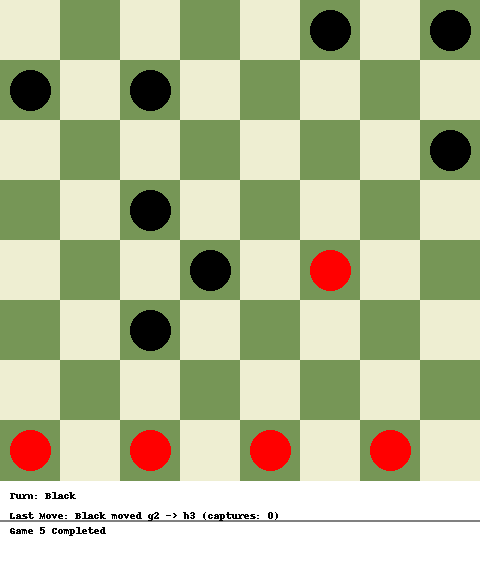 Turn: Black
Last Move: Black moved g2 -> h3 (captures: 0)
Game 5 Completed